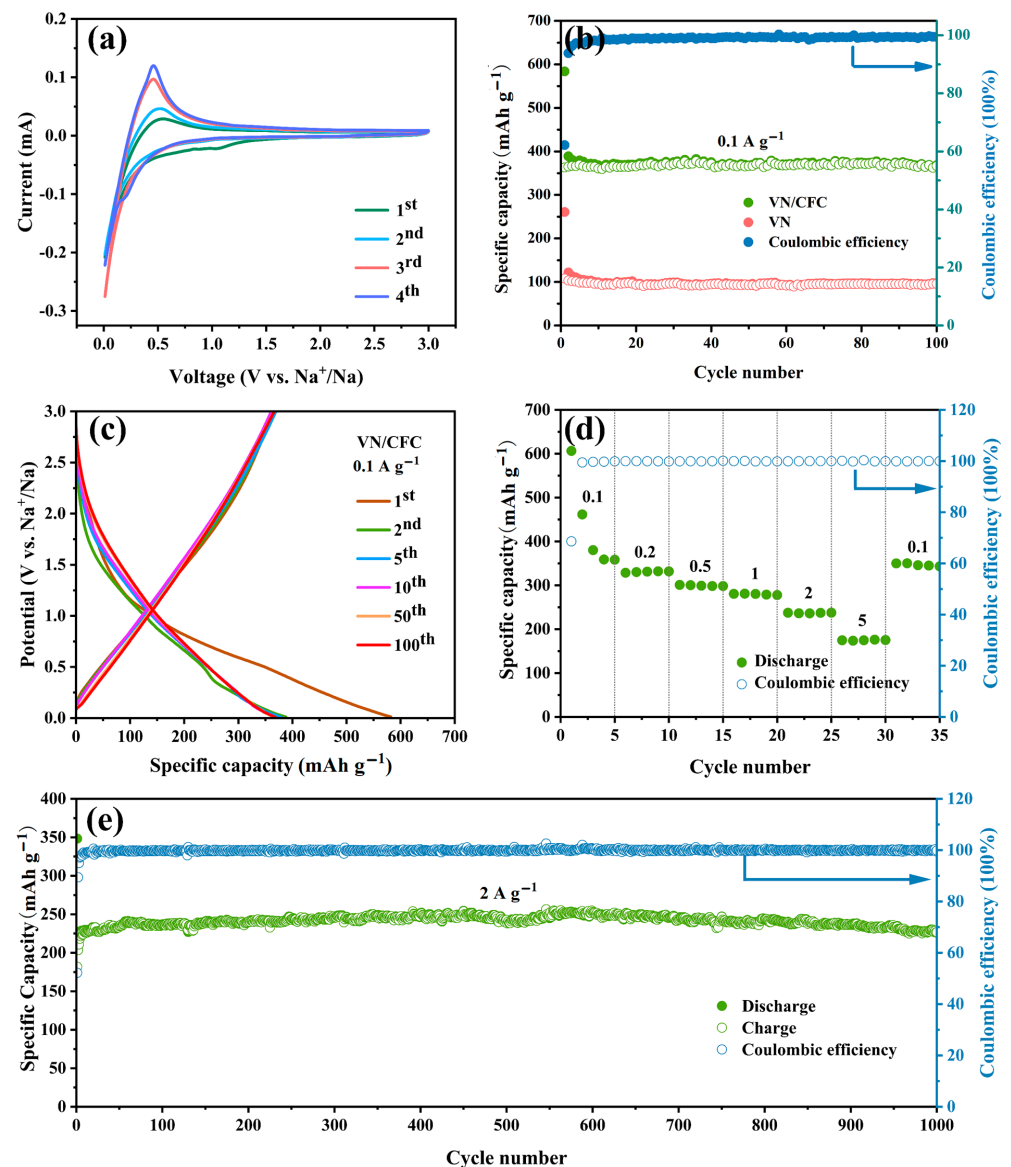 (a)
0.2
0.1
0.0
-0.1
-0.2
-0.3
Current (mA)
1st
2nd
3rd
4th
0.0 0.5 1.0 1.5 2.0 2.5 3.0
Voltage (V vs. Na+/Na)
(b)
700
650
600
550
500
450
400
350
300
250
200
150
100
50
0
Specific capacity(mAh g−1)
0.1 A g−1
VN/CFC
VN
Coulombic efficiency
100
80
60
40
20
0
Coulombic efficiency (100%)
0 20 40 60 80 100
Cycle number
(c)
3.0
2.5
2.0
1.5
1.0
0.5
0.0
Potential (V vs. Na+/Na)
VN/CFC
0.1 A g−1
1st
2nd
5th
10th
50th
100th
0 100 200 300 400 500 600 700
Specific capacity (mAh g−1)
(d)
700
600
500
400
300
200
100
0
Specific capacity(mAh g−1)
0.1
0.2
0.5
1
2
5
0.1
Discharge
Coulombic efficiency
120
100
80
60
40
20
0
Coulombic efficiency (100%)
0 5 10 15 20 25 30 35
Cycle number
(e)
400
350
300
250
200
150
100
50
0
Specific Capacity(mAh g−1)
2 A g−1
Discharge
Charge
Coulombic efficiency
120
100
80
60
40
20
0
Coulombic efficiency (100%)
0 100 200 300 400 500 600 700 800 900 1000
Cycle number